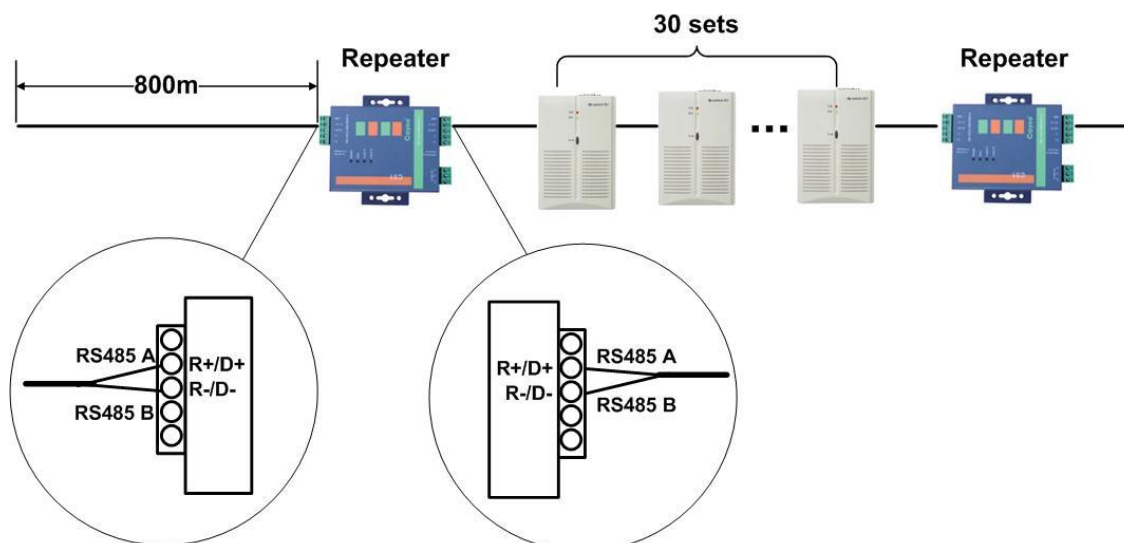 30 sets
Repeater
Repeater
800m
RS485 A
R+/D+
R-/D-
RS485 B
R+/D+
RS485 A
R-/D-
RS485 B